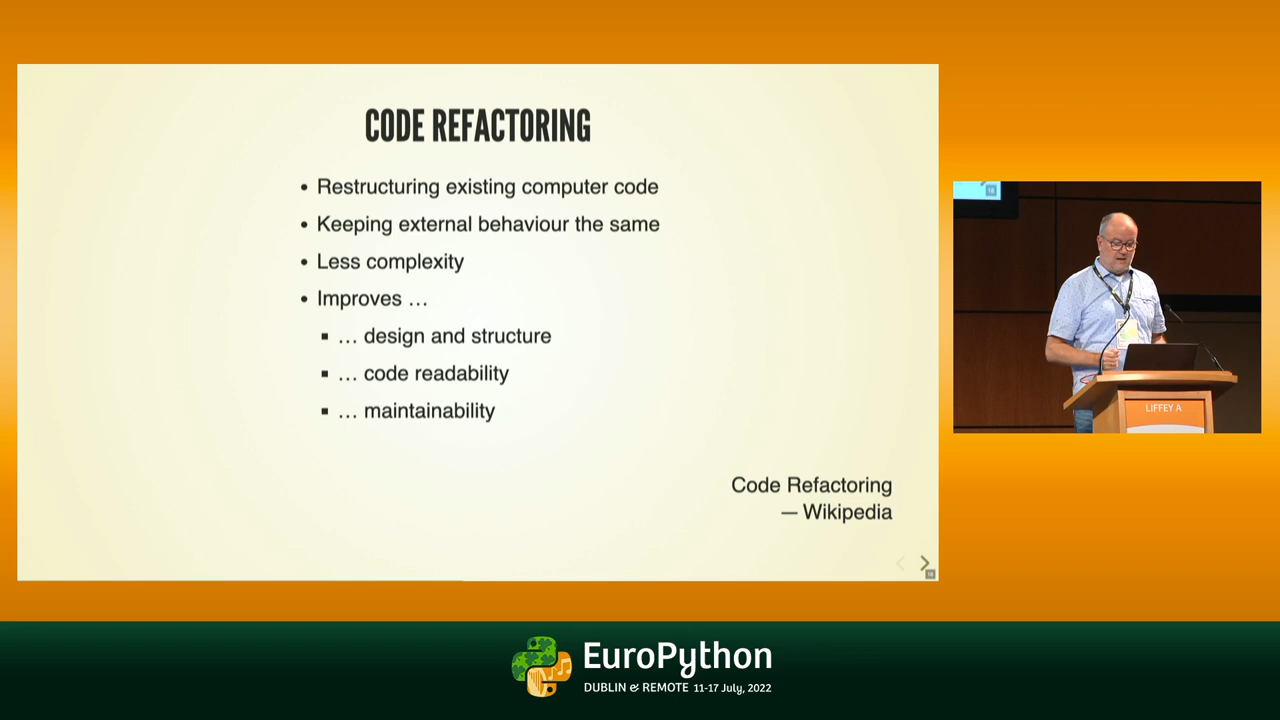 CODE REFACTORING
• Restructuring existing computer code
• Keeping external behaviour the same
• Less complexity
• Improves …
▪ … design and structure
▪ … code readability
▪ … maintainability
Code Refactoring
— Wikipedia
LIFFEY A
EuroPython
DUBLIN & REMOTE 11-17 July, 2022